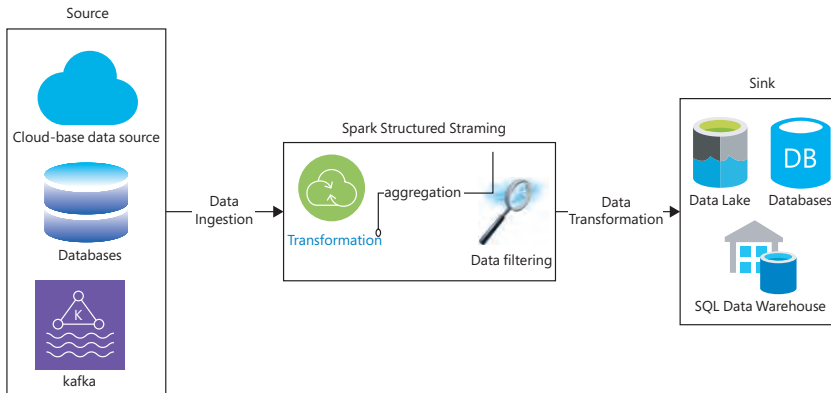 Source
Cloud-base data source
Databases
K
kafka
Data
Ingestion
Spark Structured Straming
Transformation
aggregation
Data filtering
Data
Transformation
Sink
Data Lake
DB
Databases
SQL Data Warehouse